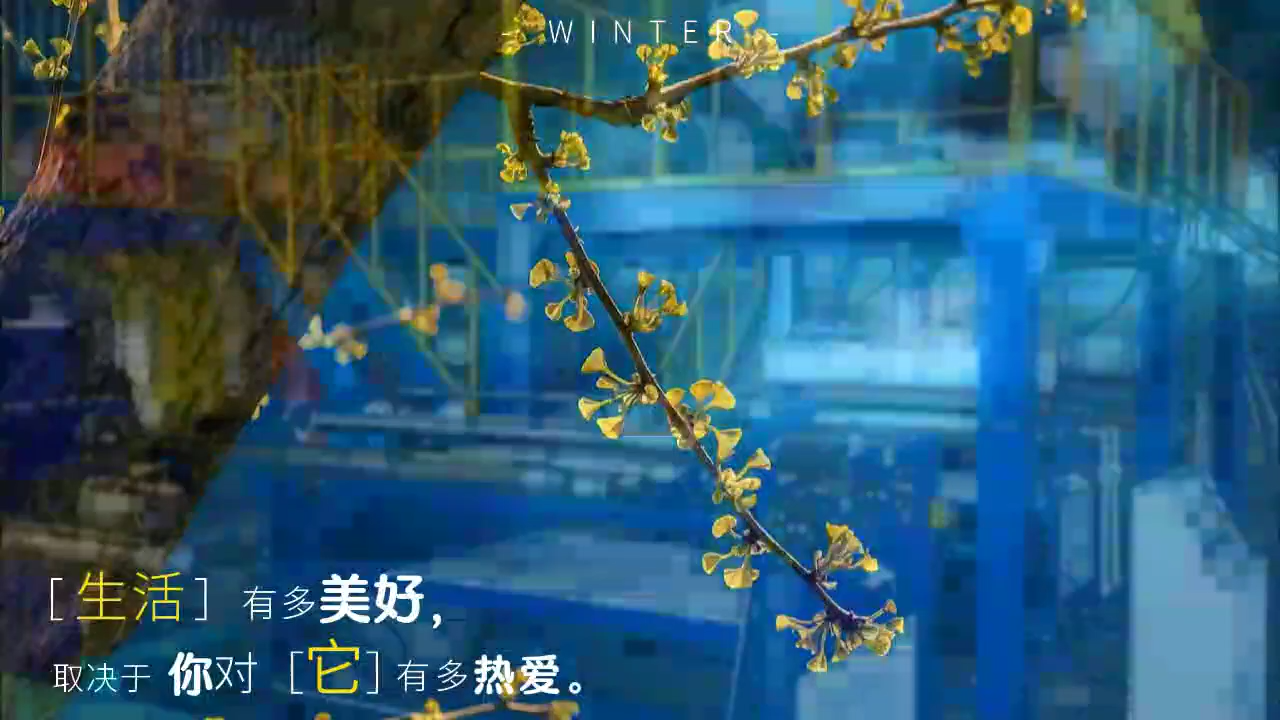 - WINTER -
[生活] 有多美好,
取决于 你对 [它] 有多热爱。